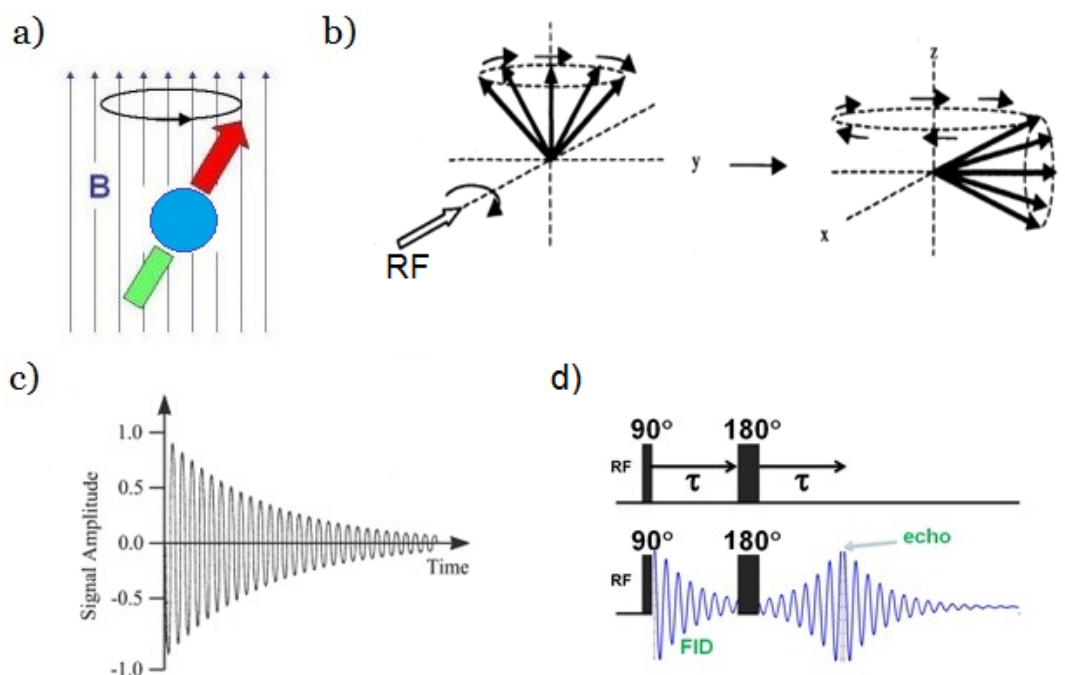 a)
B
b)
RF
y
z
x
c)
Signal Amplitude
1.0
0.5
0.0
-0.5
-1.0
Time
d)
90° 180°
RF τ τ
90° 180° echo
RF
FID